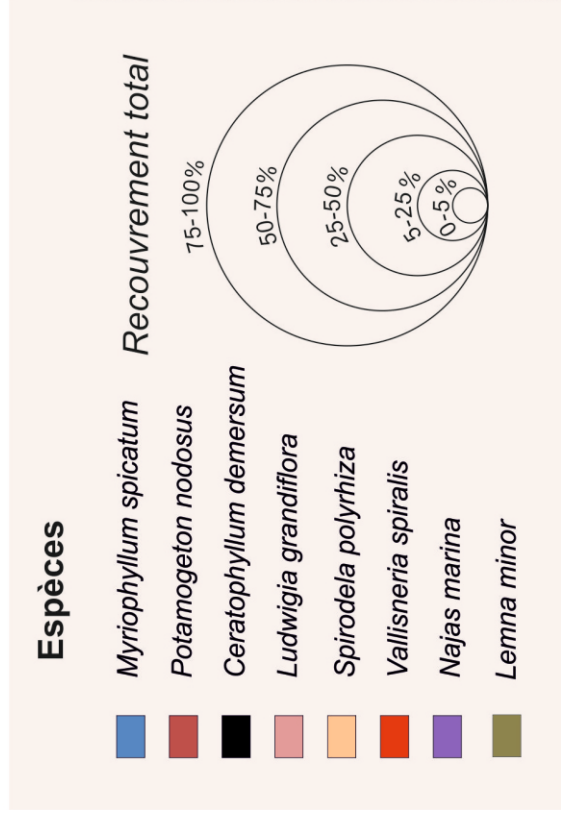 Espèces
Myriophyllum spicatum
Potamogeton nodosus
Ceratophyllum demersum
Ludwigia grandiflora
Spirodela polyrhiza
Vallisneria spiralis
Najas marina
Lemna minor
Recouvrement total
75-100%
50-75%
25-50%
5-25%
0-5%